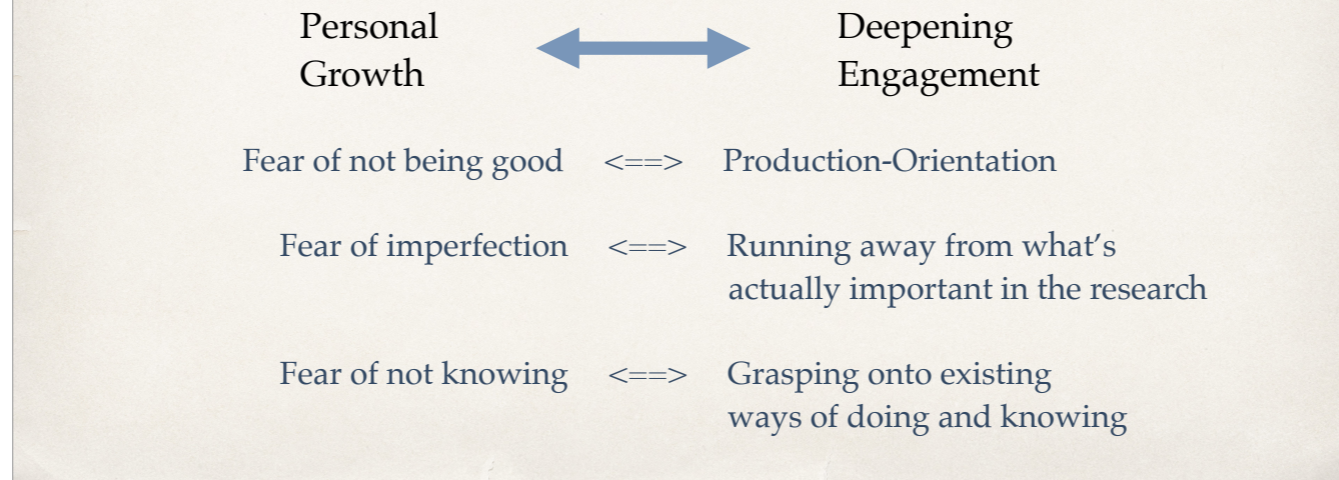 Personal
Growth
Deepening
Engagement
Fear of not being good <==> Production-Orientation
Fear of imperfection <==> Running away from what’s
actually important in the research
Fear of not knowing <==> Grasping onto existing
ways of doing and knowing